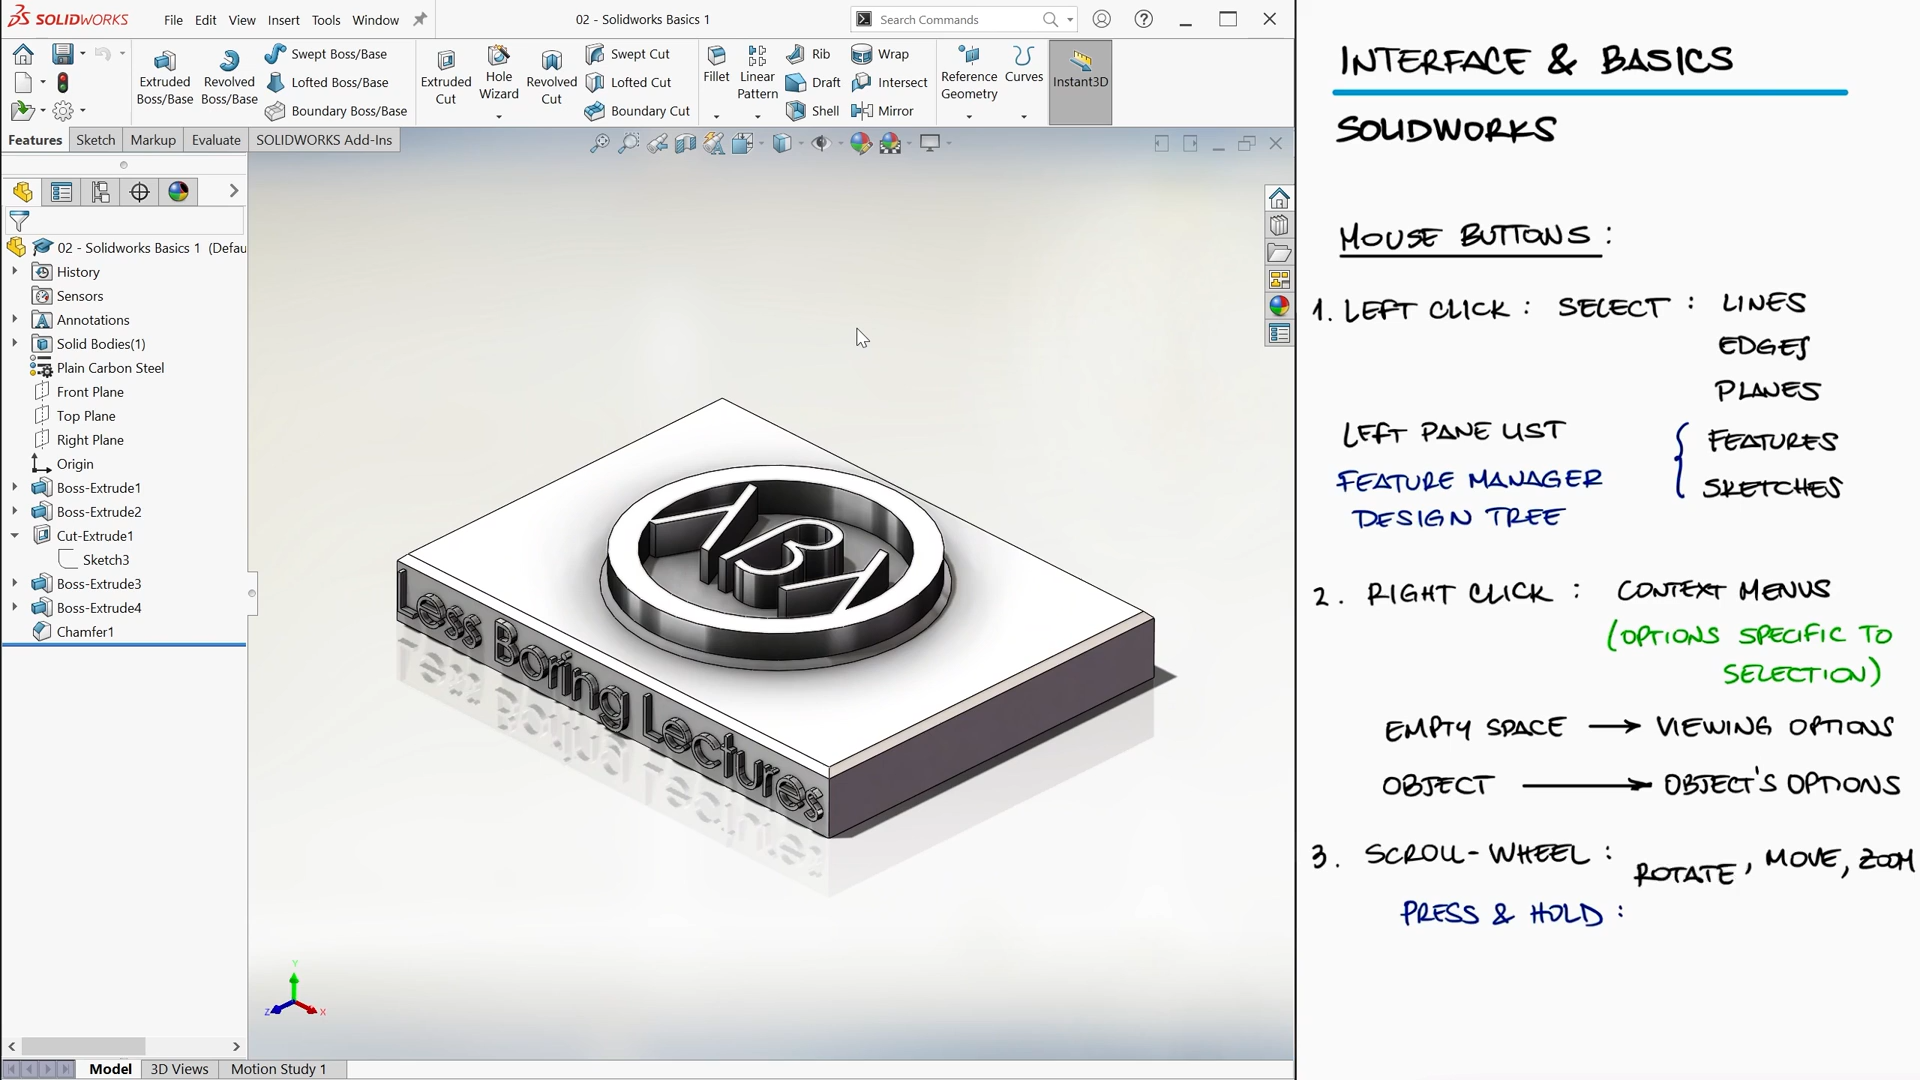 SOLIDWORKS
File Edit View Insert Tools Window
02 - Solidworks Basics 1
Search Commands
Extruded Boss/Base
Revolved Boss/Base
Swept Boss/Base
Lofted Boss/Base
Boundary Boss/Base
Extruded Cut
Hole Wizard
Revolved Cut
Swept Cut
Lofted Cut
Boundary Cut
Fillet
Linear Pattern
Rib
Draft
Shell
Wrap
Intersect
Mirror
Reference Geometry
Curves
Instant3D
Features Sketch Markup Evaluate SOLIDWORKS Add-Ins
02 - Solidworks Basics 1 (Defau
History
Sensors
Annotations
Solid Bodies(1)
Plain Carbon Steel
Front Plane
Top Plane
Right Plane
Origin
Boss-Extrude1
Boss-Extrude2
Cut-Extrude1
Sketch3
Boss-Extrude3
Boss-Extrude4
Chamfer1
Less Boring Lectures
Y
Z
X
Model 3D Views Motion Study 1
INTERFACE & BASICS
SOLIDWORKS
MOUSE BUTTONS :
1. LEFT CLICK : SELECT : LINES
EDGES
PLANES
LEFT PANE LIST FEATURES
FEATURE MANAGER SKETCHES
DESIGN TREE
2. RIGHT CLICK : CONTEXT MENUS
(OPTIONS SPECIFIC TO
SELECTION)
EMPTY SPACE → VIEWING OPTIONS
OBJECT → OBJECT'S OPTIONS
3. SCROLL-WHEEL : ROTATE, MOVE, ZOOM
PRESS & HOLD :